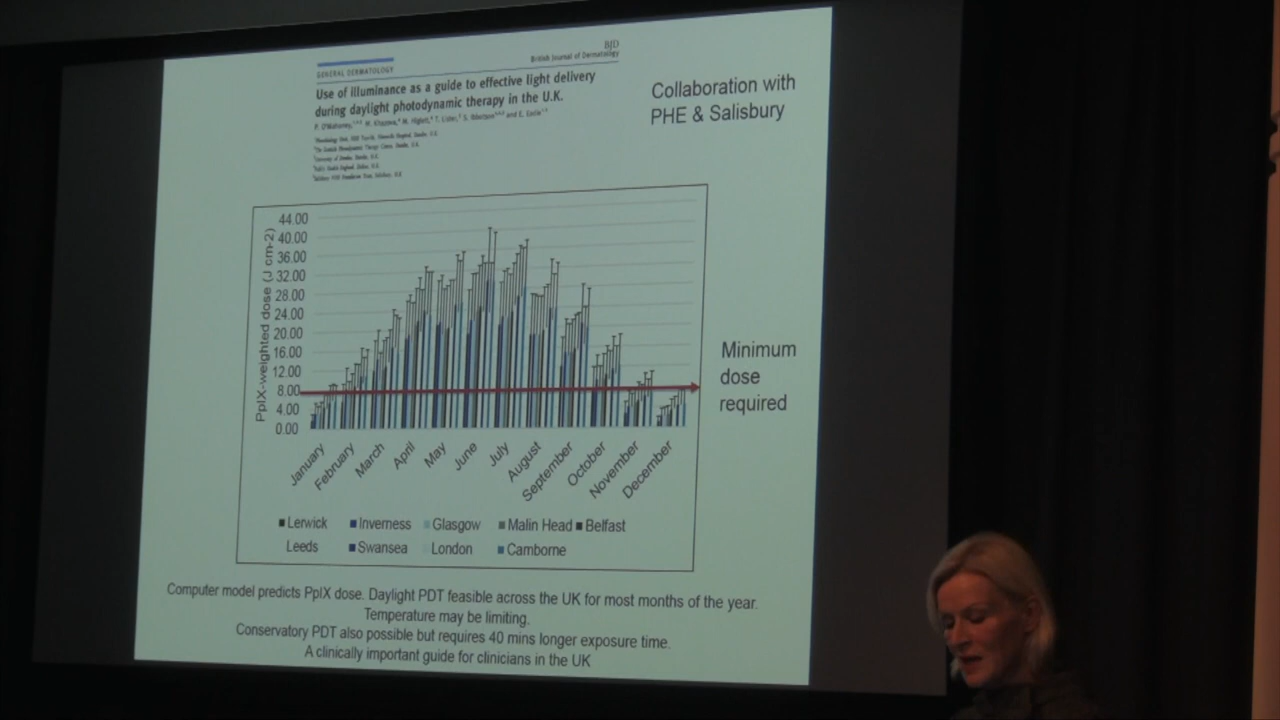 BJD
British Journal of Dermatology
GENERAL DERMATOLOGY
Use of illuminance as a guide to effective light delivery
during daylight photodynamic therapy in the U.K.
Collaboration with
PHE & Salisbury
PpIX-weighted dose (J cm-2)
44.00
40.00
36.00
32.00
28.00
24.00
20.00
16.00
12.00
8.00
4.00
0.00
Minimum
dose
required
January
February
March
April
May
June
July
August
September
October
November
December
Lerwick Inverness Glasgow Malin Head Belfast
Leeds Swansea London Camborne
Computer model predicts PpIX dose. Daylight PDT feasible across the UK for most months of the year.
Temperature may be limiting.
Conservatory PDT also possible but requires 40 mins longer exposure time.
A clinically important guide for clinicians in the UK